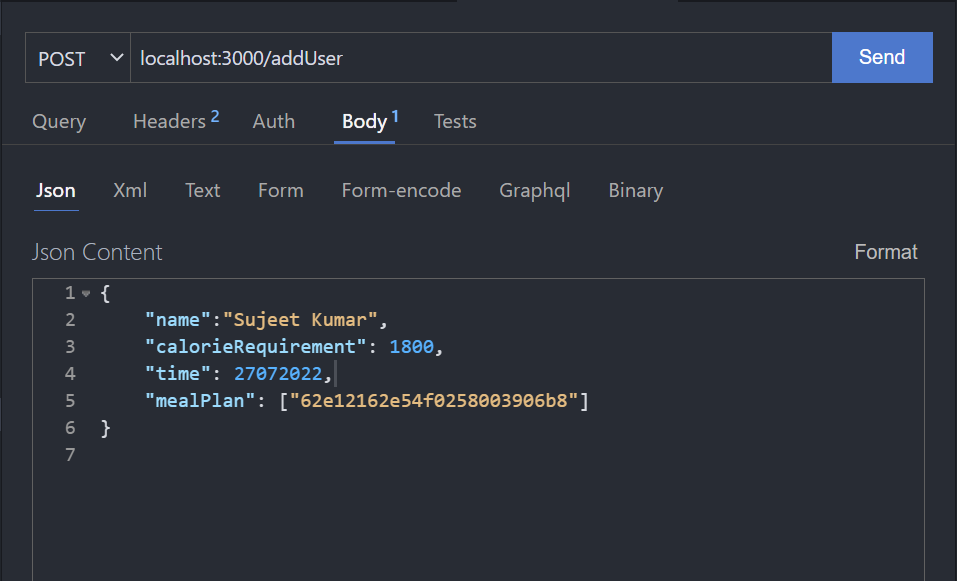 POST localhost:3000/addUser Send
Query Headers 2 Auth Body 1 Tests
Json Xml Text Form Form-encode Graphql Binary
Json Content Format
1 {
2 "name":"Sujeet Kumar",
3 "calorieRequirement": 1800,
4 "time": 27072022,
5 "mealPlan": ["62e12162e54f0258003906b8"]
6 }
7